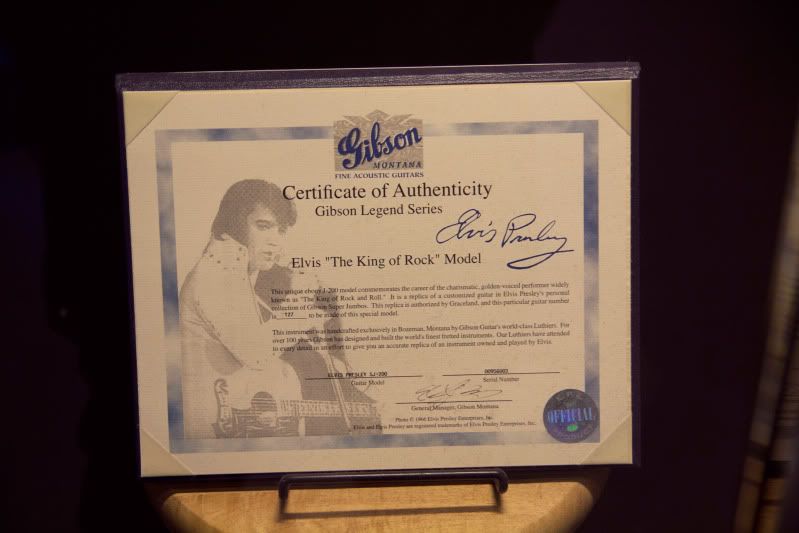 Gibson
MONTANA
FINE ACOUSTIC GUITARS
Certificate of Authenticity
Gibson Legend Series
Elvis Presley
Elvis "The King of Rock" Model
This unique ebony J-200 model commemorates the career of the charismatic, golden-voiced performer widely
known as "The King of Rock and Roll." It is a replica of a customized guitar in Elvis Presley's personal
collection of Gibson Super Jumbos. This replica is authorized by Graceland, and this particular guitar number
is 127 to be made of this special model.
This instrument was handcrafted exclusively in Bozeman, Montana by Gibson Guitar's world-class Luthiers. For
over 100 years Gibson has designed and built the world's finest fretted instruments. Our Luthiers have attended
to every detail in an effort to give you an accurate replica of an instrument owned and played by Elvis.
ELVIS PRESLEY SJ-200
Guitar Model
Serial Number
General Manager, Gibson Montana
Photo © Elvis Presley Enterprises, Inc.
Elvis and Elvis Presley are registered trademarks of Elvis Presley Enterprises, Inc.
EPE
OFFICIAL
PRODUCT